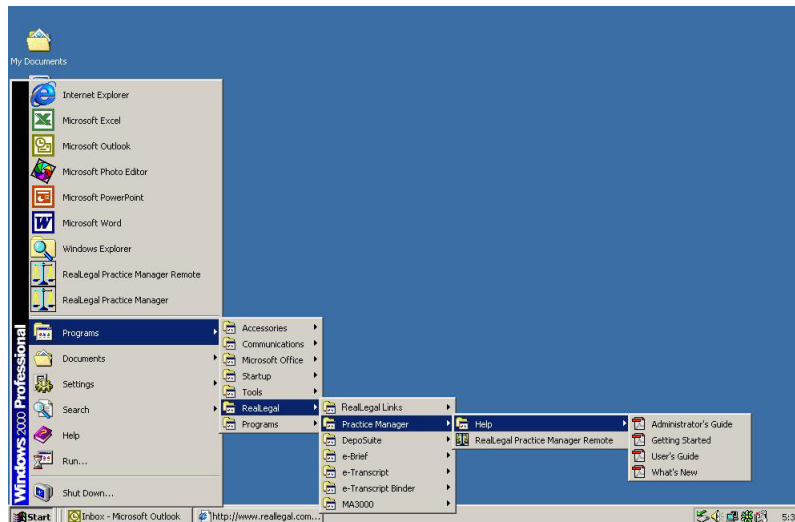 My Documents
Internet Explorer
Microsoft Excel
Microsoft Outlook
Microsoft Photo Editor
Microsoft PowerPoint
Microsoft Word
Windows Explorer
RealLegal Practice Manager Remote
RealLegal Practice Manager
Windows 2000 Professional
Programs
Documents
Settings
Search
Help
Run...
Shut Down...
Accessories
Communications
Microsoft Office
Startup
Tools
RealLegal
Programs
RealLegal Links
Practice Manager
DepoSuite
e-Brief
e-Transcript
e-Transcript Binder
MA3000
Help
RealLegal Practice Manager Remote
Administrator's Guide
Getting Started
User's Guide
What's New
Start
Inbox - Microsoft Outlook
http://www.reallegal.com...
5:3